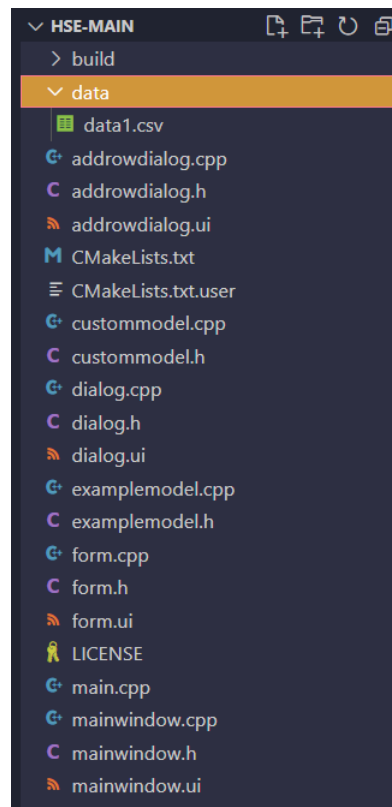 HSE-MAIN
build
data
data1.csv
addrowdialog.cpp
addrowdialog.h
addrowdialog.ui
CMakeLists.txt
CMakeLists.txt.user
custommodel.cpp
custommodel.h
dialog.cpp
dialog.h
dialog.ui
examplemodel.cpp
examplemodel.h
form.cpp
form.h
form.ui
LICENSE
main.cpp
mainwindow.cpp
mainwindow.h
mainwindow.ui